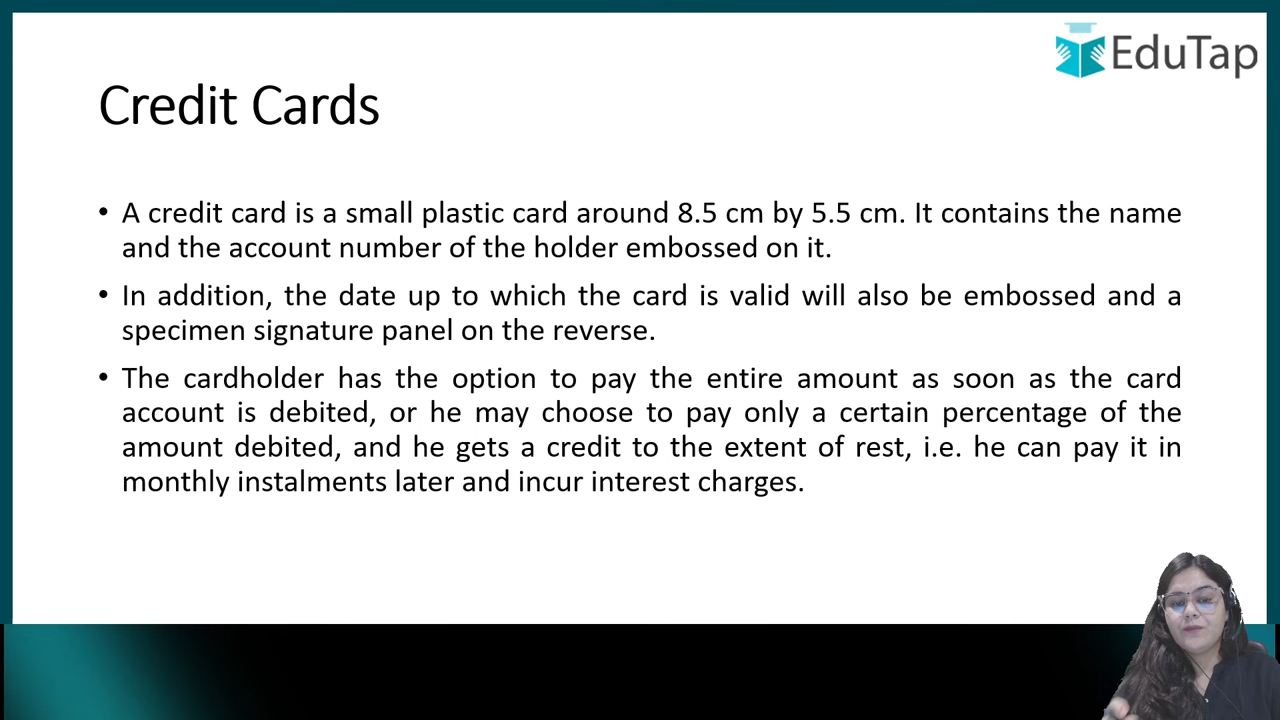 EduTap
Credit Cards
• A credit card is a small plastic card around 8.5 cm by 5.5 cm. It contains the name
and the account number of the holder embossed on it.
• In addition, the date up to which the card is valid will also be embossed and a
specimen signature panel on the reverse.
• The cardholder has the option to pay the entire amount as soon as the card
account is debited, or he may choose to pay only a certain percentage of the
amount debited, and he gets a credit to the extent of rest, i.e. he can pay it in
monthly instalments later and incur interest charges.